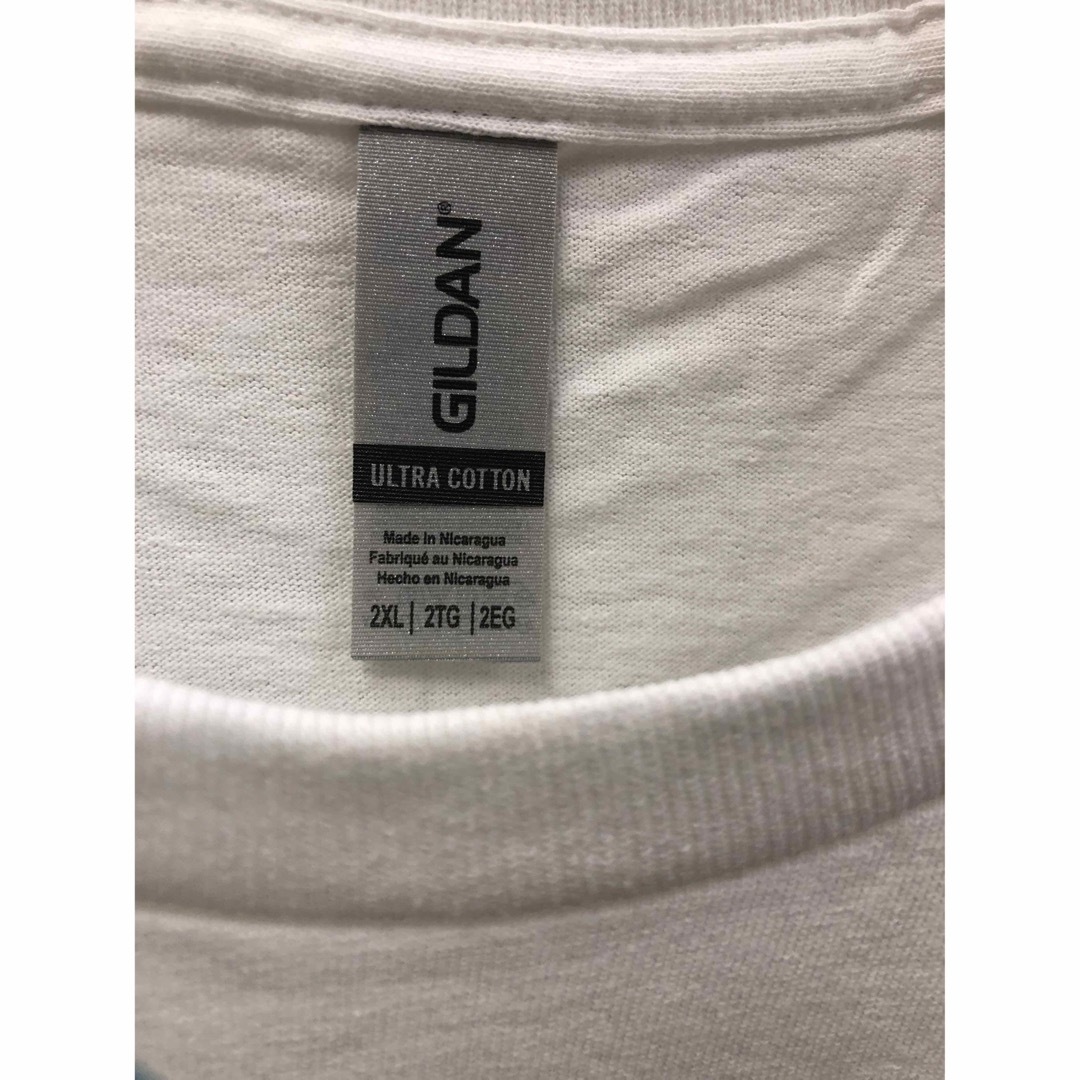 GILDAN®
ULTRA COTTON
Made in Nicaragua
Fabriqué au Nicaragua
Hecho en Nicaragua
2XL | 2TG | 2EG